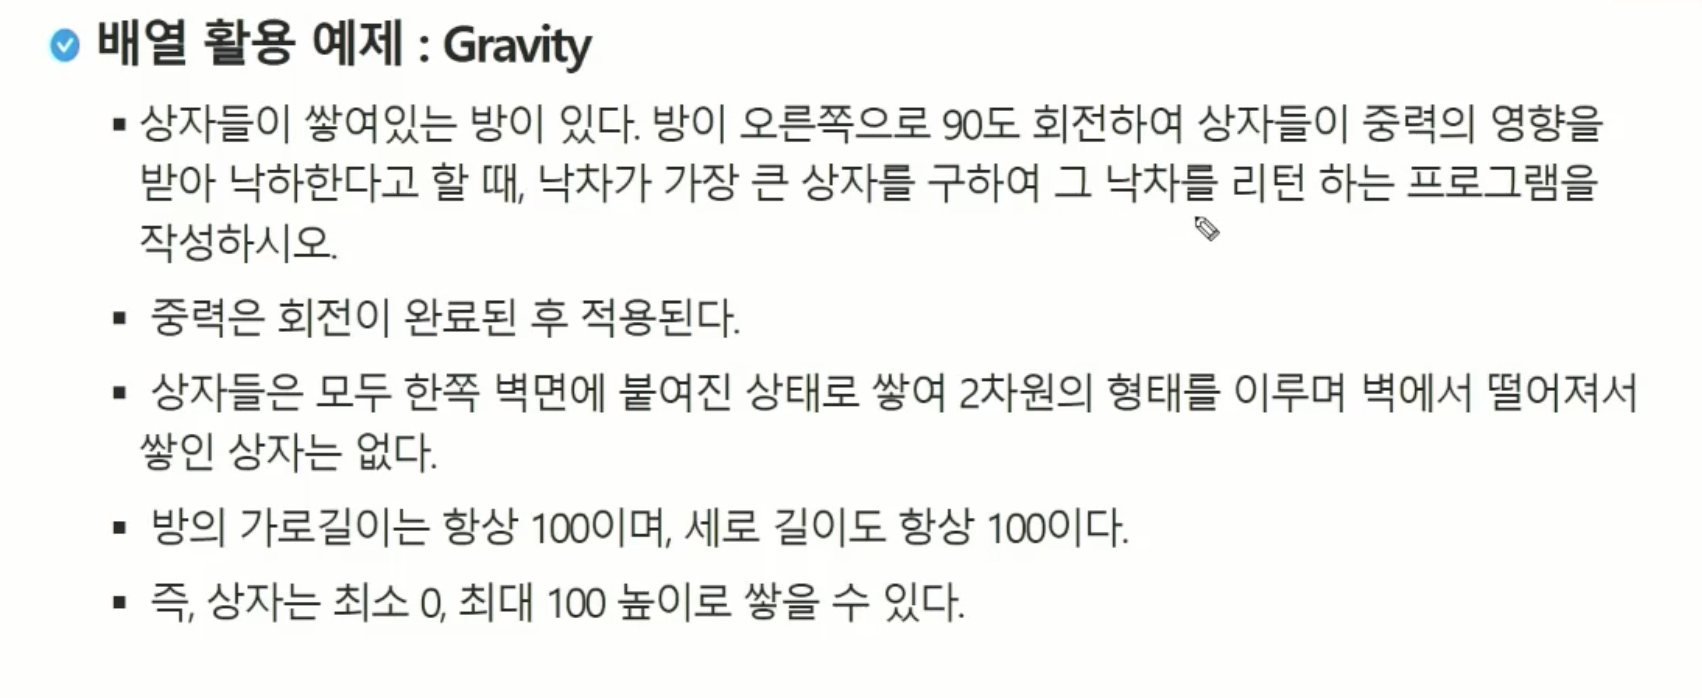 배열 활용 예제 : Gravity
▪ 상자들이 쌓여있는 방이 있다. 방이 오른쪽으로 90도 회전하여 상자들이 중력의 영향을
받아 낙하한다고 할 때, 낙차가 가장 큰 상자를 구하여 그 낙차를 리턴 하는 프로그램을
작성하시오.
▪ 중력은 회전이 완료된 후 적용된다.
▪ 상자들은 모두 한쪽 벽면에 붙여진 상태로 쌓여 2차원의 형태를 이루며 벽에서 떨어져서
쌓인 상자는 없다.
▪ 방의 가로길이는 항상 100이며, 세로 길이도 항상 100이다.
▪ 즉, 상자는 최소 0, 최대 100 높이로 쌓을 수 있다.